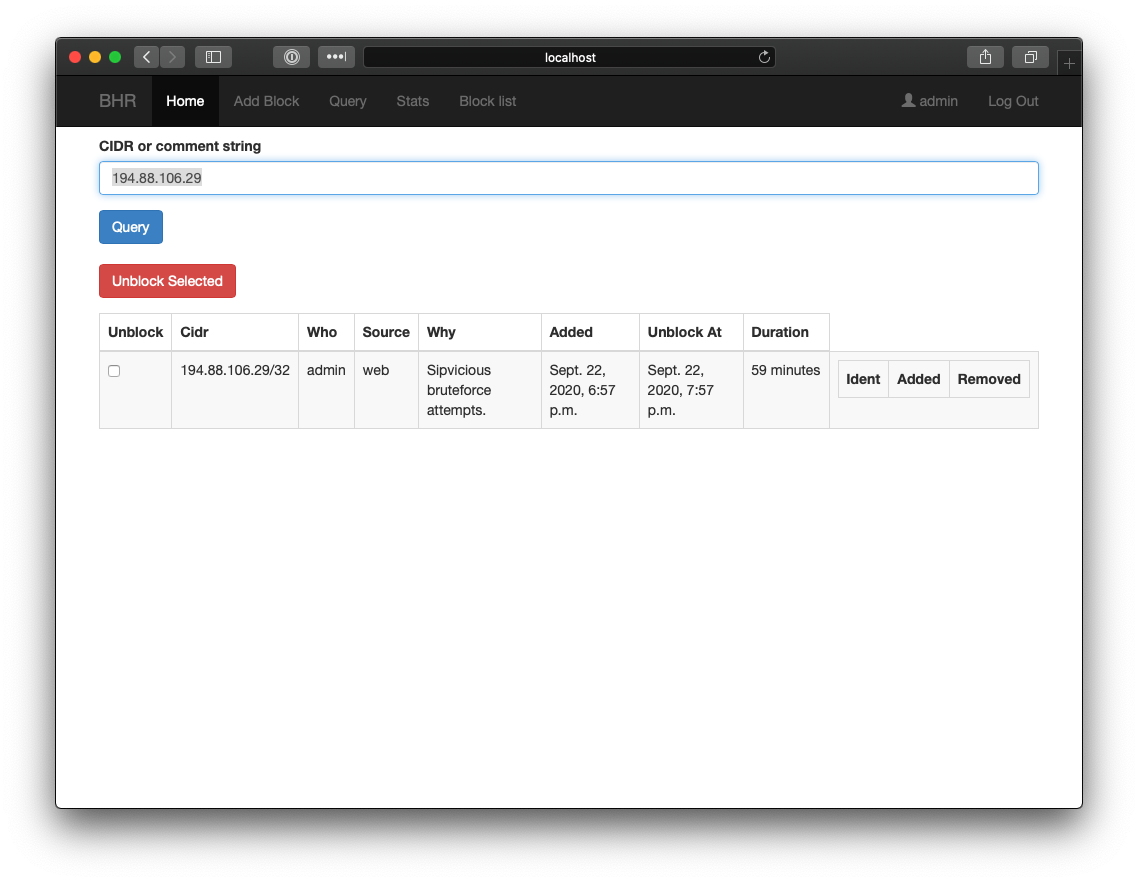 localhost
BHR Home Add Block Query Stats Block list admin Log Out
CIDR or comment string
194.88.106.29
Query
Unblock Selected
Unblock Cidr Who Source Why Added Unblock At Duration
194.88.106.29/32 admin web Sipvicious Sept. 22, Sept. 22, 59 minutes Ident Added Removed
bruteforce 2020, 6:57 2020, 7:57
attempts. p.m. p.m.